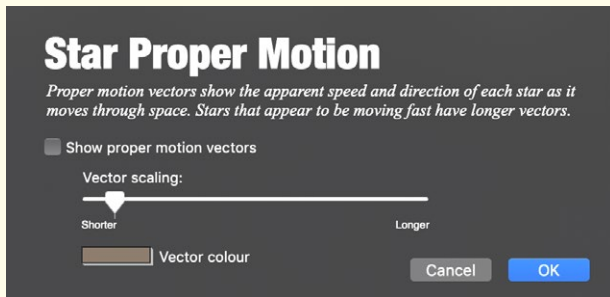 Star Proper Motion
Proper motion vectors show the apparent speed and direction of each star as it
moves through space. Stars that appear to be moving fast have longer vectors.
Show proper motion vectors
Vector scaling:
Shorter
Longer
Vector colour
Cancel
OK